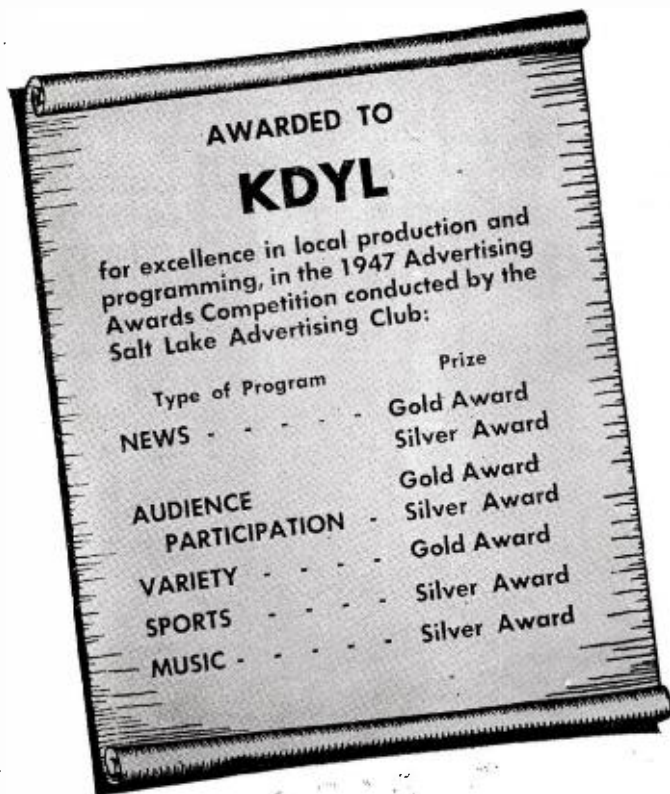 AWARDED TO
KDYL
for excellence in local production and
programming, in the 1947 Advertising
Awards Competition conducted by the
Salt Lake Advertising Club:
Type of Program Prize
NEWS - - - - - Gold Award
Silver Award
AUDIENCE Gold Award
PARTICIPATION - Silver Award
VARIETY - - - - Gold Award
SPORTS - - - - Silver Award
MUSIC - - - - - Silver Award